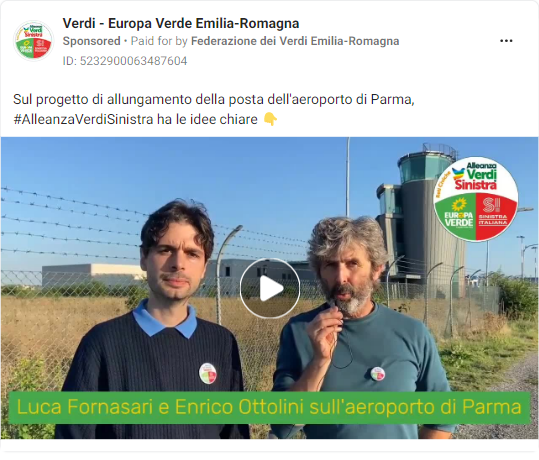 Verdi - Europa Verde Emilia-Romagna
Sponsored • Paid for by Federazione dei Verdi Emilia-Romagna
ID: 5232900063487604
Sul progetto di allungamento della posta dell'aeroporto di Parma,
#AlleanzaVerdiSinistra ha le idee chiare 👇
Alleanza
Verdi
Sinistra
EUROPA
VERDE
SI
SINISTRA
ITALIANA
Luca Fornasari e Enrico Ottolini sull'aeroporto di Parma